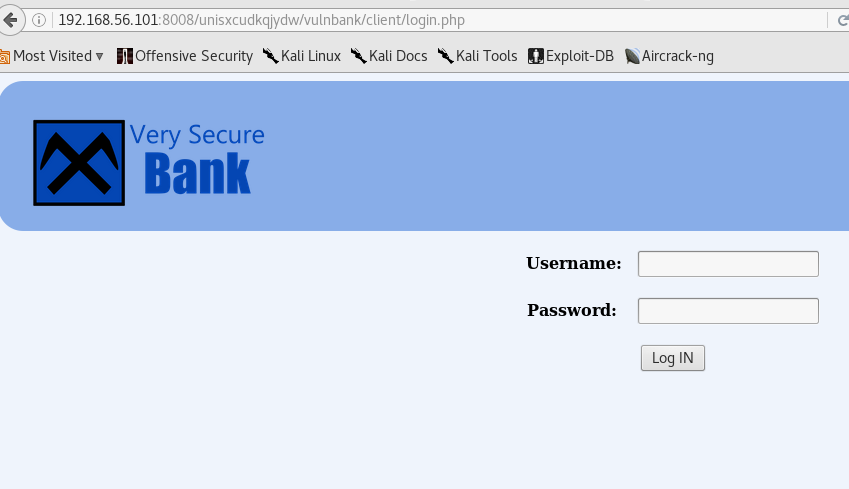 192.168.56.101:8008/unisxcudkqjydw/vulnbank/client/login.php
Most Visited Offensive Security Kali Linux Kali Docs Kali Tools Exploit-DB Aircrack-ng
Very Secure
Bank
Username:
Password:
Log IN